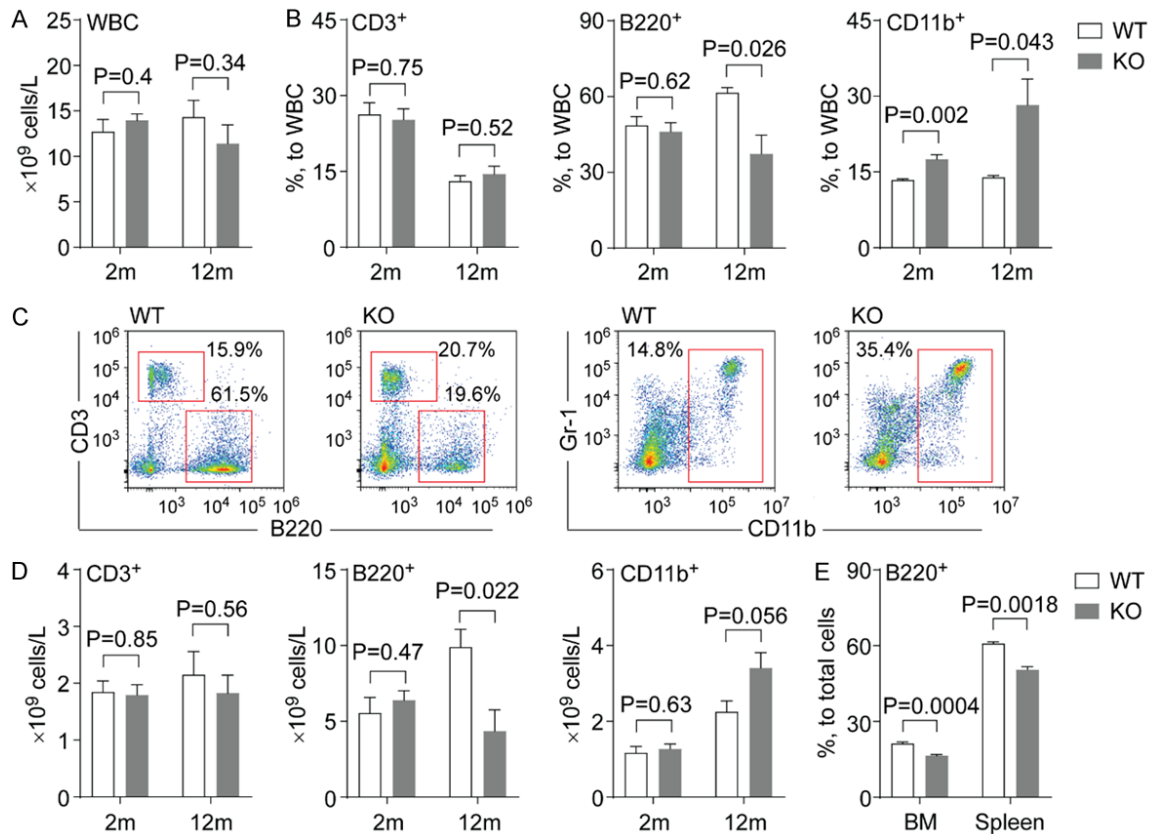 A
WBC
×10⁹ cells/L
25
20
15
10
5
0
P=0.4
P=0.34
2m
12m
B
CD3⁺
%, to WBC
45
30
15
0
P=0.75
P=0.52
2m
12m
B220⁺
%, to WBC
90
60
30
0
P=0.62
P=0.026
2m
12m
CD11b⁺
%, to WBC
60
45
30
15
0
P=0.002
P=0.043
2m
12m
WT
KO
C
WT
CD3
10⁶
10⁵
10⁴
10³
15.9%
61.5%
10³
10⁴
10⁵
10⁶
KO
10⁶
10⁵
10⁴
10³
20.7%
19.6%
10³
10⁴
10⁵
10⁶
B220
WT
Gr-1
10⁶
10⁵
10³
14.8%
10³
10⁵
10⁷
KO
10⁶
10⁵
10³
35.4%
10³
10⁵
10⁷
CD11b
D
CD3⁺
×10⁹ cells/L
4
3
2
1
0
P=0.85
P=0.56
2m
12m
B220⁺
×10⁹ cells/L
15
10
5
0
P=0.47
P=0.022
2m
12m
CD11b⁺
×10⁹ cells/L
6
4
2
0
P=0.63
P=0.056
2m
12m
E
B220⁺
%, to total cells
90
60
30
0
P=0.0004
P=0.0018
BM
Spleen
WT
KO